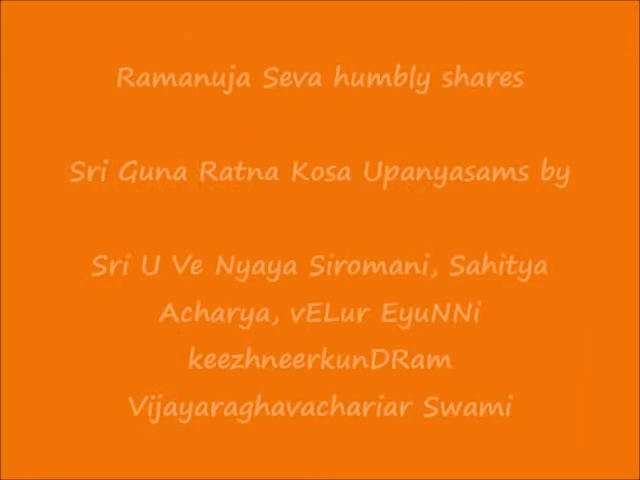 Ramanuja Seva humbly shares
Sri Guna Ratna Kosa Upanyasams by
Sri U Ve Nyaya Siromani, Sahitya
Acharya, vELur EyuNNi
keezhneerkunDRam
Vijayaraghavachariar Swami